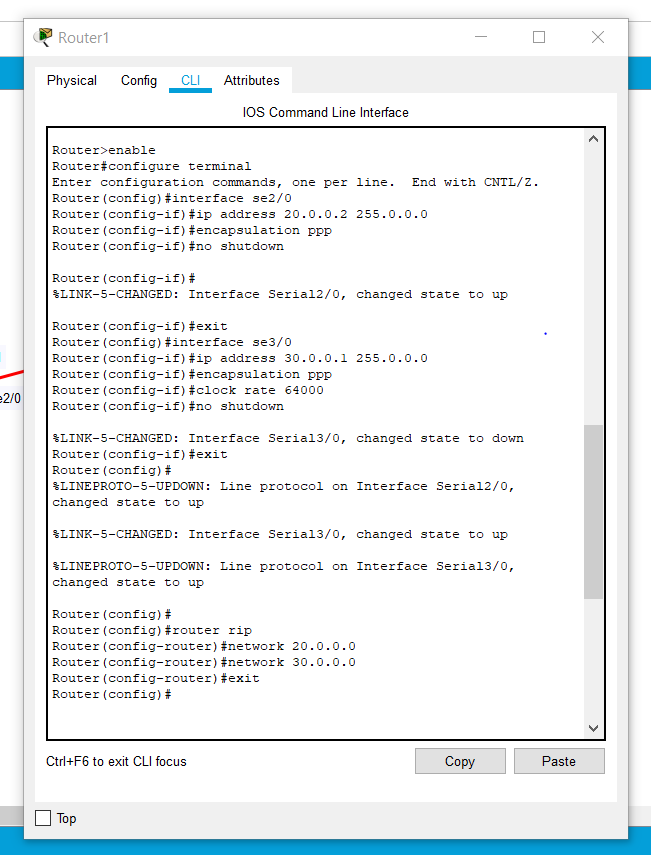 Router1
Physical Config CLI Attributes
IOS Command Line Interface
Router>enable
Router#configure terminal
Enter configuration commands, one per line.  End with CNTL/Z.
Router(config)#interface se2/0
Router(config-if)#ip address 20.0.0.2 255.0.0.0
Router(config-if)#encapsulation ppp
Router(config-if)#no shutdown
Router(config-if)#
%LINK-5-CHANGED: Interface Serial2/0, changed state to up
Router(config-if)#exit
Router(config)#interface se3/0
Router(config-if)#ip address 30.0.0.1 255.0.0.0
Router(config-if)#encapsulation ppp
Router(config-if)#clock rate 64000
Router(config-if)#no shutdown
%LINK-5-CHANGED: Interface Serial3/0, changed state to down
Router(config-if)#exit
Router(config)#
%LINEPROTO-5-UPDOWN: Line protocol on Interface Serial2/0,
changed state to up
%LINK-5-CHANGED: Interface Serial3/0, changed state to up
%LINEPROTO-5-UPDOWN: Line protocol on Interface Serial3/0,
changed state to up
Router(config)#
Router(config)#router rip
Router(config-router)#network 20.0.0.0
Router(config-router)#network 30.0.0.0
Router(config-router)#exit
Router(config)#
e2/0
Ctrl+F6 to exit CLI focus
Copy Paste
Top